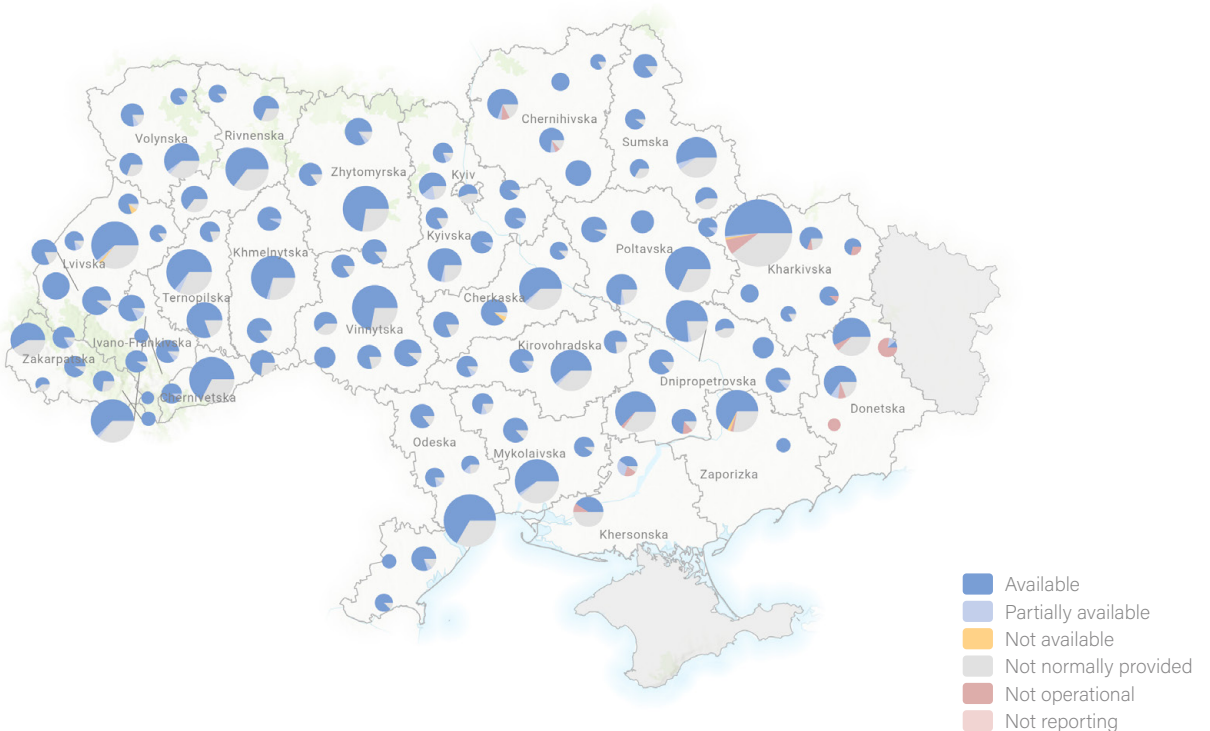 Chernihivska
Volynska
Rivnenska
Sumska
Zhytomyrska
Kyiv
Kyivska
Poltavska
Khmelnytska
Lvivska
Kharkivska
Ternopilska
Cherkaska
Vinnytska
Ivano-Frankivska
Kirovohradska
Zakarpatska
Dnipropetrovska
Chernivetska
Donetska
Odeska
Mykolaivska
Zaporizka
Khersonska
Available
Partially available
Not available
Not normally provided
Not operational
Not reporting